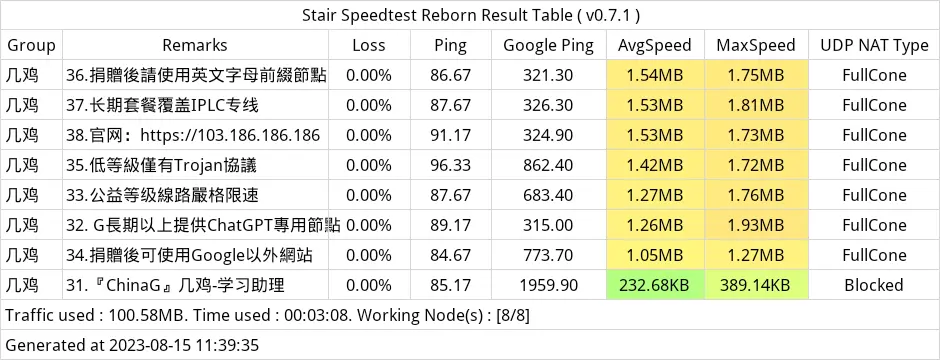 Stair Speedtest Reborn Result Table ( v0.7.1 )
Group Remarks Loss Ping Google Ping AvgSpeed MaxSpeed UDP NAT Type
几鸡 36.捐贈後請使用英文字母前綴節點 0.00% 86.67 321.30 1.54MB 1.75MB FullCone
几鸡 37.长期套餐覆盖IPLC专线 0.00% 87.67 326.30 1.53MB 1.81MB FullCone
几鸡 38.官网：https://103.186.186.186 0.00% 91.17 324.90 1.53MB 1.73MB FullCone
几鸡 35.低等級僅有Trojan協議 0.00% 96.33 862.40 1.42MB 1.72MB FullCone
几鸡 33.公益等级線路嚴格限速 0.00% 87.67 683.40 1.27MB 1.76MB FullCone
几鸡 32. G長期以上提供ChatGPT專用節點 0.00% 89.17 315.00 1.26MB 1.93MB FullCone
几鸡 34.捐贈後可使用Google以外網站 0.00% 84.67 773.70 1.05MB 1.27MB FullCone
几鸡 31.『ChinaG』几鸡-学习助理 0.00% 85.17 1959.90 232.68KB 389.14KB Blocked
Traffic used : 100.58MB. Time used : 00:03:08. Working Node(s) : [8/8]
Generated at 2023-08-15 11:39:35